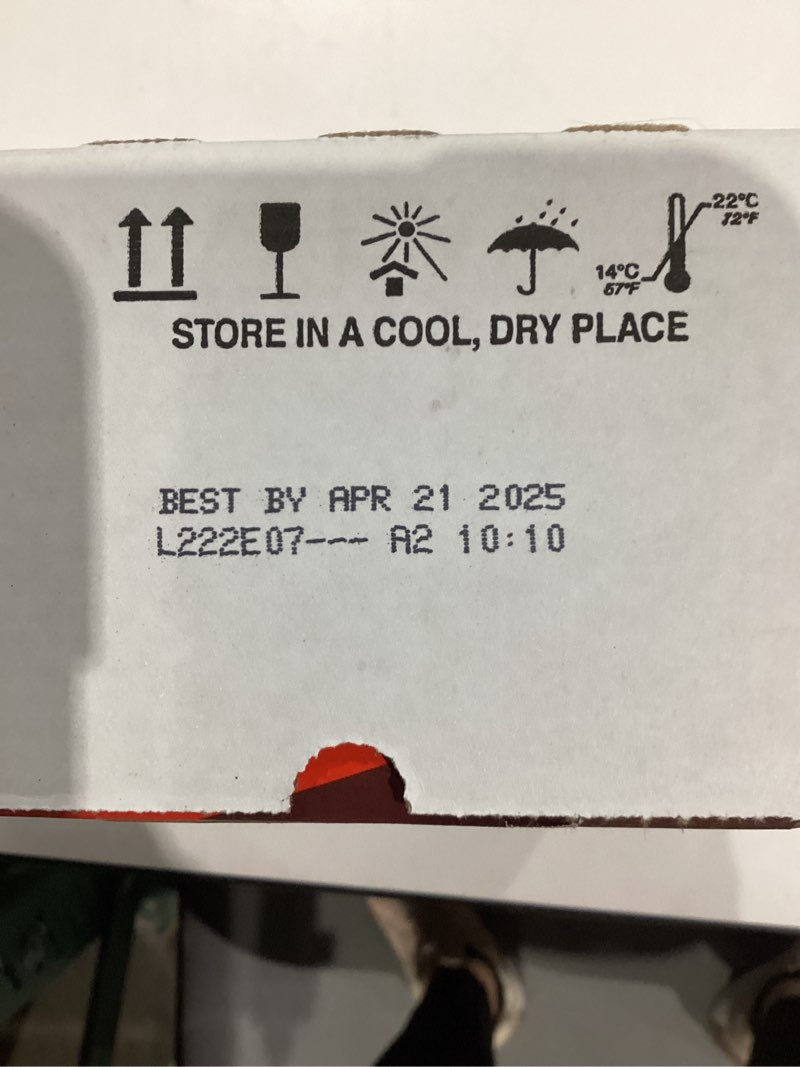 22°C
72°F
14°C
57°F
STORE IN A COOL, DRY PLACE
BEST BY APR 21 2025
L222E07--- A2 10:10